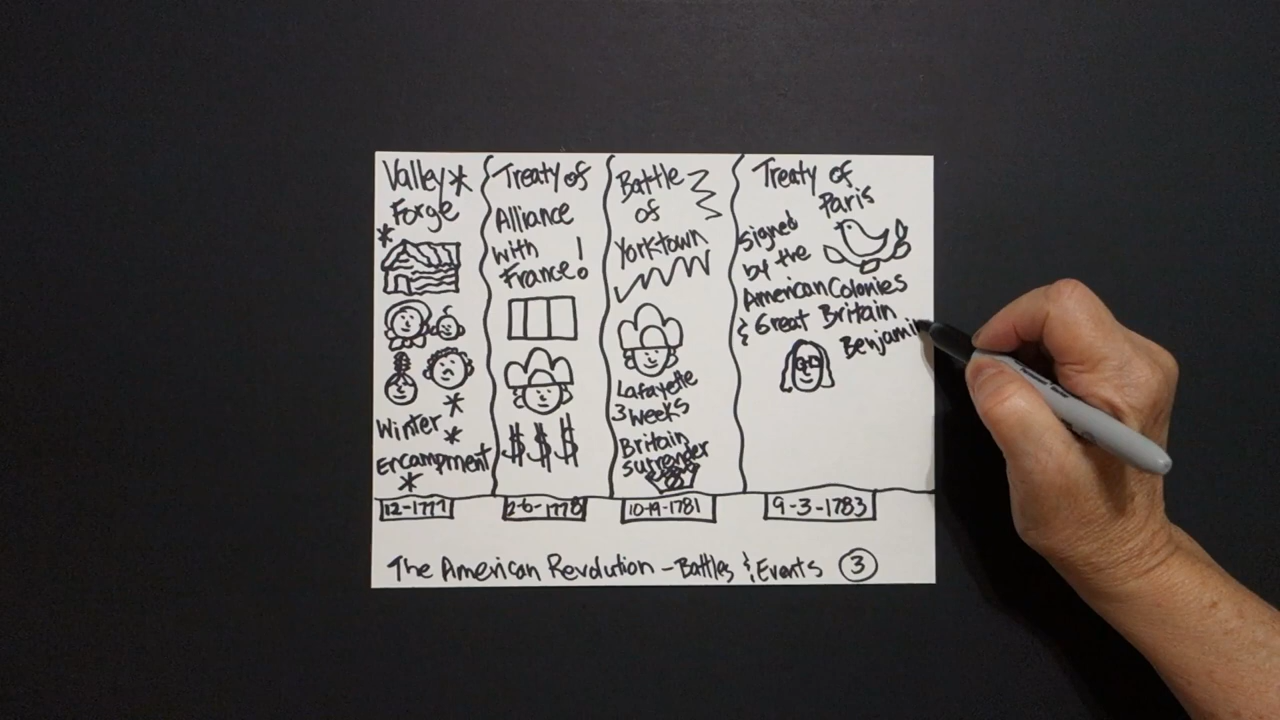 Valley
Forge
Winter
Encampment
12-1777
Treaty of
Alliance
with
France!
$$$
2-6-1778
Battle
of
Yorktown
Lafayette
3 weeks
Britain
surrender
10-19-1781
Treaty of
Paris
Signed
by the
American Colonies
& Great Britain
Benjamin
9-3-1783
The American Revolution - Battles & Events 3